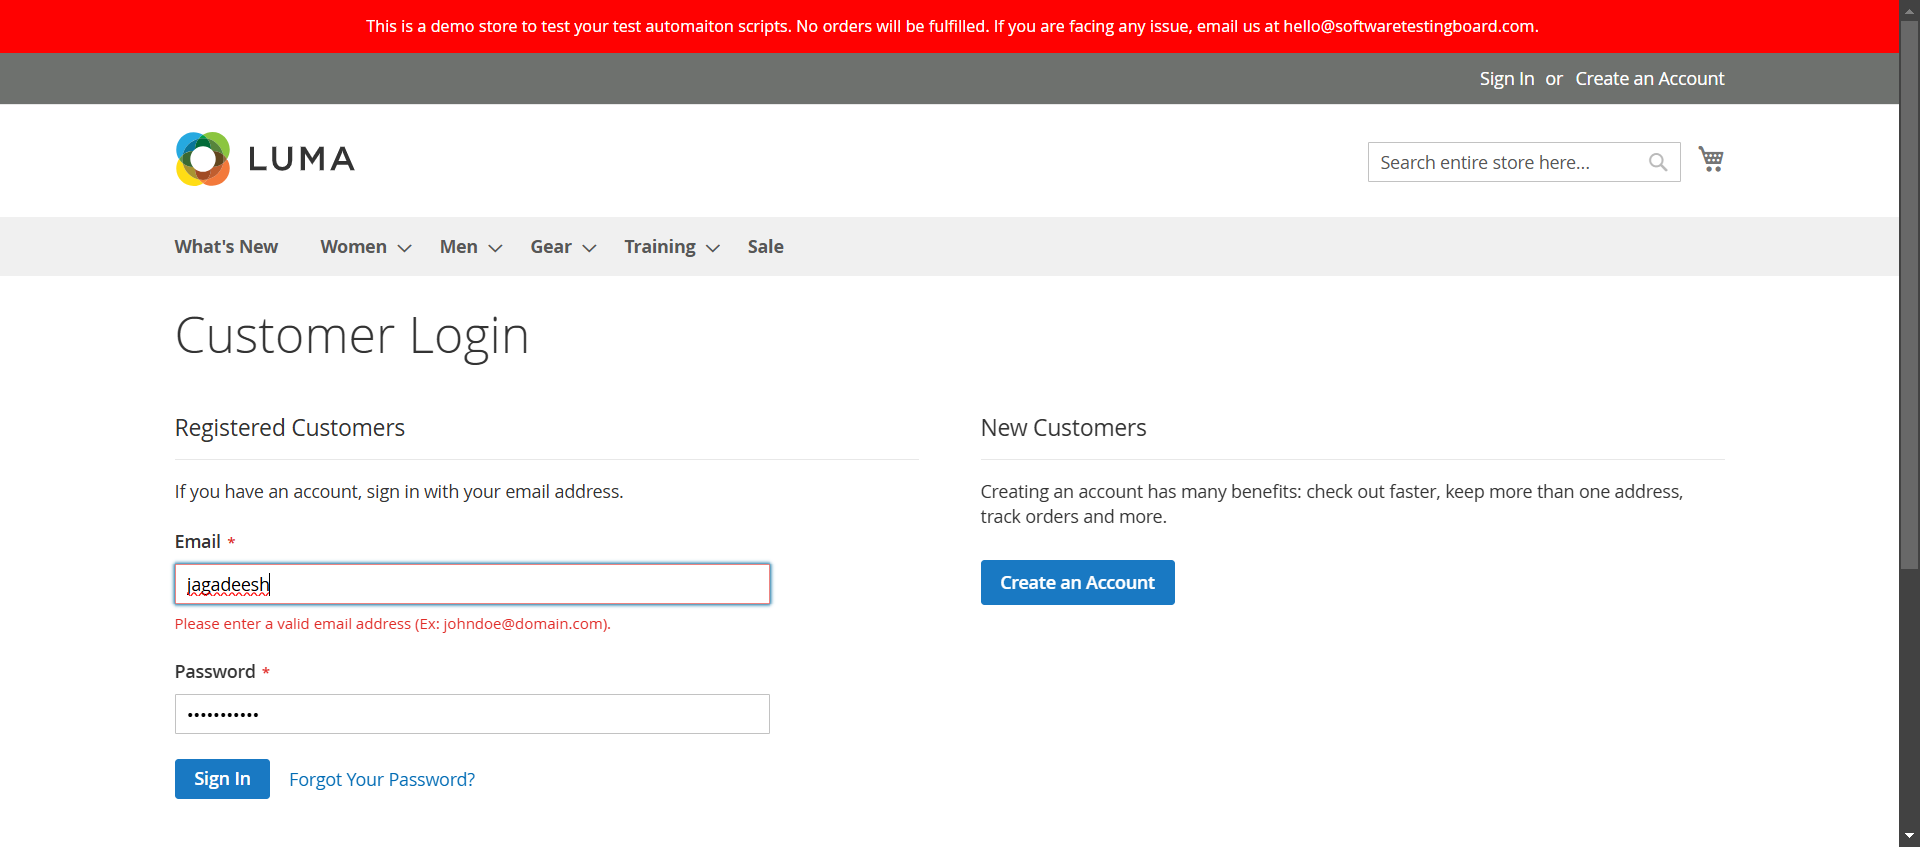 This is a demo store to test your test automaiton scripts. No orders will be fulfilled. If you are facing any issue, email us at hello@softwaretestingboard.com.
Sign In or Create an Account
LUMA
Search entire store here...
What's New Women Men Gear Training Sale
Customer Login
Registered Customers
If you have an account, sign in with your email address.
Email *
jagadeesh
Please enter a valid email address (Ex: johndoe@domain.com).
Password *
•••••••••••
Sign In Forgot Your Password?
New Customers
Creating an account has many benefits: check out faster, keep more than one address,
track orders and more.
Create an Account